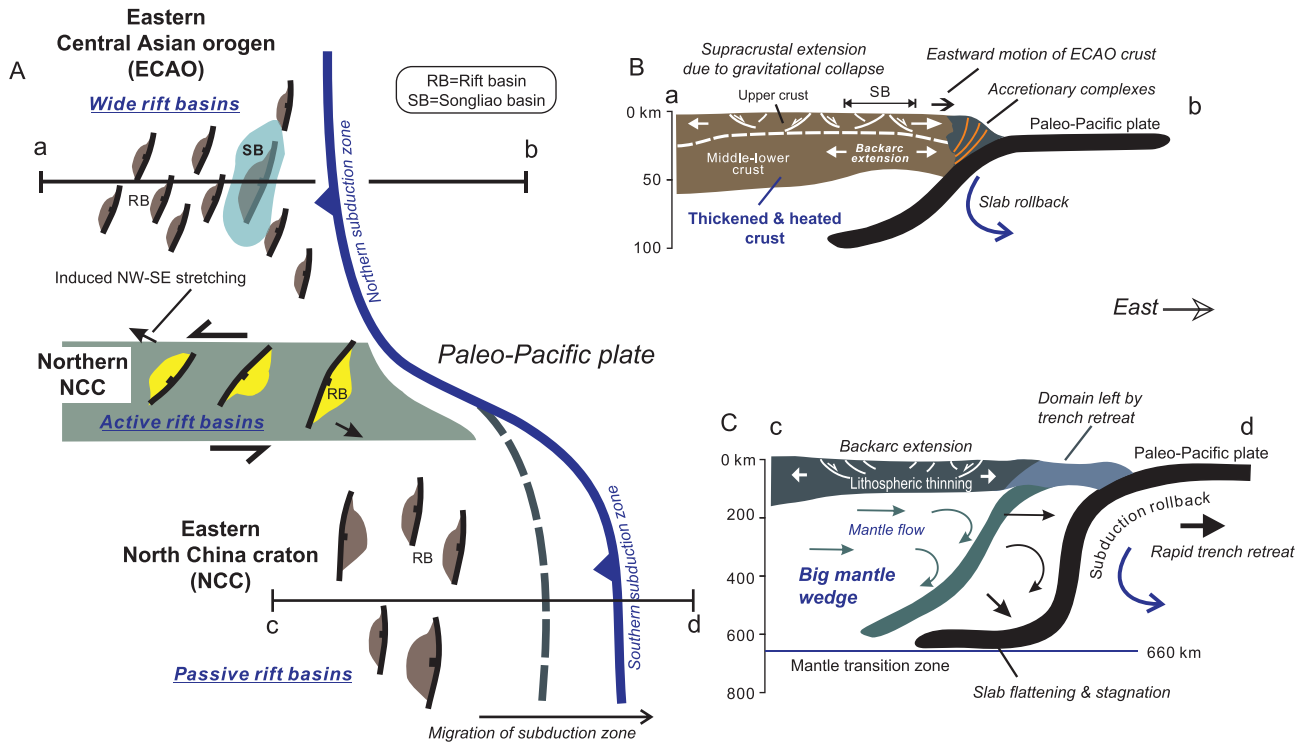 A
Eastern
Central Asian orogen
(ECAO)
Wide rift basins
RB=Rift basin
SB=Songliao basin
a
b
SB
RB
Northern subduction zone
Induced NW-SE stretching
Northern
NCC
RB
Active rift basins
Paleo-Pacific plate
Eastern
North China craton
(NCC)
RB
c
d
Southern subduction zone
Passive rift basins
Migration of subduction zone
B
Supracrustal extension
due to gravitational collapse
Eastward motion of ECAO crust
a
Upper crust
SB
Accretionary complexes
b
0 km
Paleo-Pacific plate
Middle-lower
crust
Backarc
extension
50
Thickened & heated
crust
Slab rollback
100
East
C
c
Backarc extension
Domain left by
trench retreat
d
0 km
Paleo-Pacific plate
Lithospheric thinning
200
Mantle flow
Subduction rollback
Rapid trench retreat
400
Big mantle
wedge
600
660 km
Mantle transition zone
800
Slab flattening & stagnation